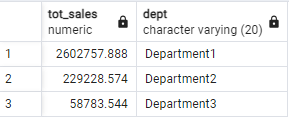 tot_sales dept
numeric character varying (20)
1 2602757.888 Department1
2 229228.574 Department2
3 58783.544 Department3